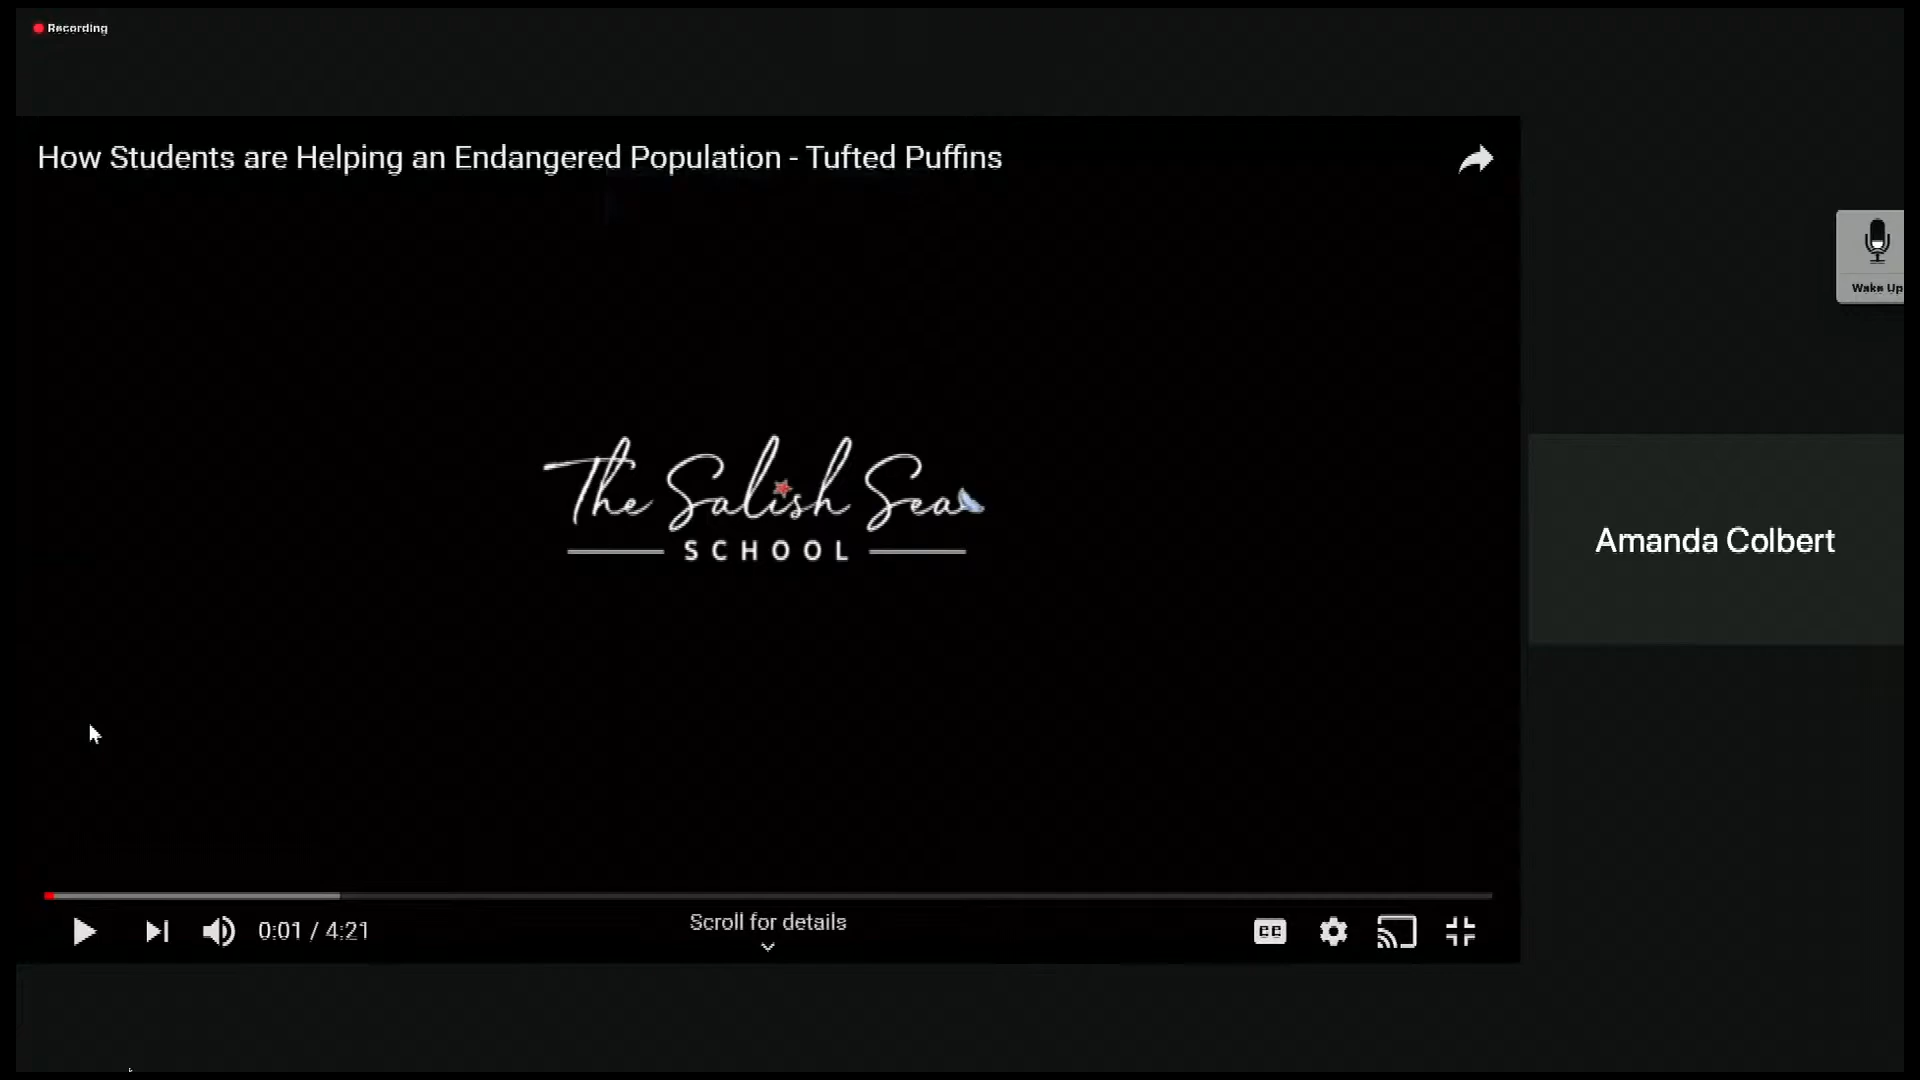 Recording
How Students are Helping an Endangered Population - Tufted Puffins
Wake Up
The Salish Sea
SCHOOL
Amanda Colbert
0:01 / 4:21
Scroll for details
CC